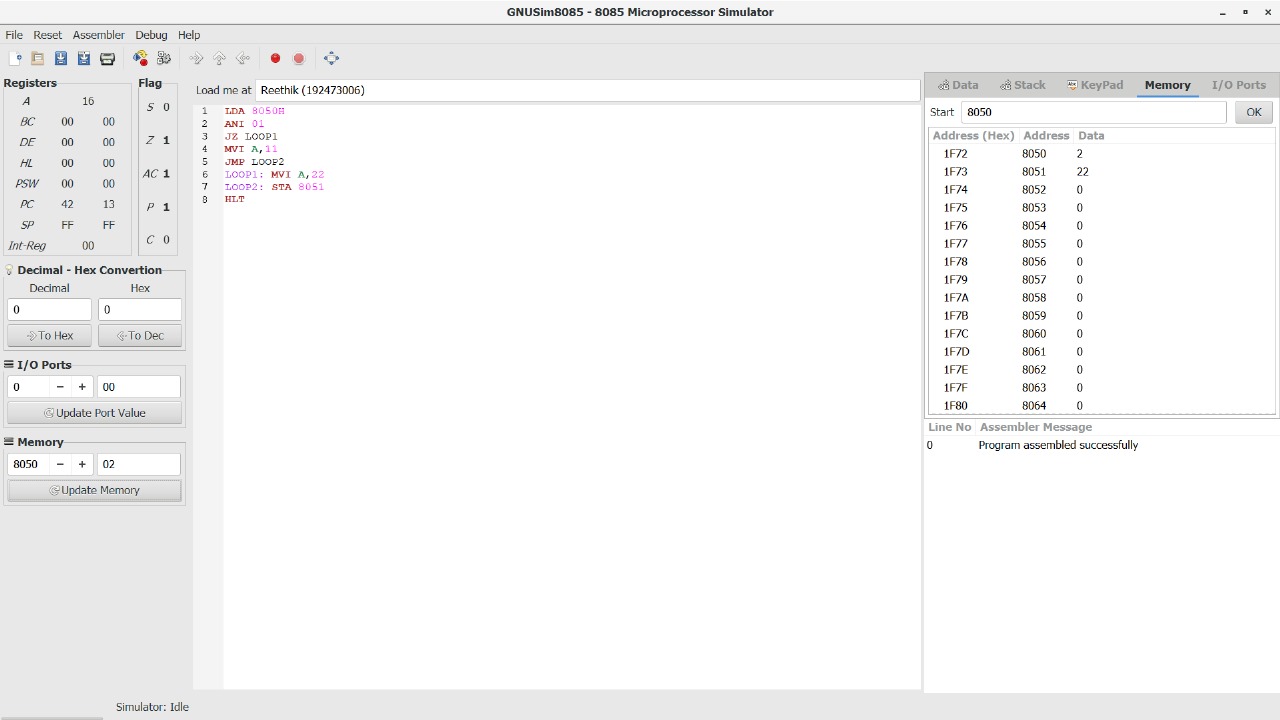 GNUSim8085 - 8085 Microprocessor Simulator
File Reset Assembler Debug Help
Registers
A 16
BC 00 00
DE 00 00
HL 00 00
PSW 00 00
PC 42 13
SP FF FF
Int-Reg 00
Flag
S 0
Z 1
AC 1
P 1
C 0
Decimal - Hex Convertion
Decimal Hex
0 0
To Hex To Dec
I/O Ports
0 − + 00
Update Port Value
Memory
8050 − + 02
Update Memory
Load me at Reethik (192473006)
1 LDA 8050H
2 ANI 01
3 JZ LOOP1
4 MVI A,11
5 JMP LOOP2
6 LOOP1: MVI A,22
7 LOOP2: STA 8051
8 HLT
Data Stack KeyPad Memory I/O Ports
Start 8050 OK
Address (Hex) Address Data
1F72 8050 2
1F73 8051 22
1F74 8052 0
1F75 8053 0
1F76 8054 0
1F77 8055 0
1F78 8056 0
1F79 8057 0
1F7A 8058 0
1F7B 8059 0
1F7C 8060 0
1F7D 8061 0
1F7E 8062 0
1F7F 8063 0
1F80 8064 0
Line No Assembler Message
0 Program assembled successfully
Simulator: Idle